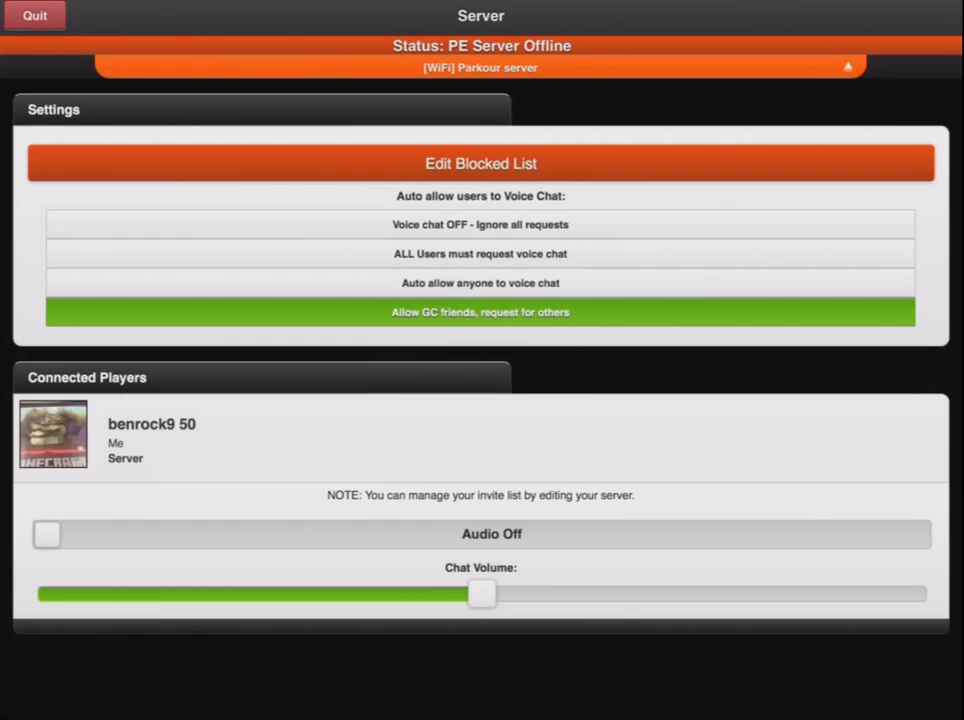 Quit
Server
Status: PE Server Offline
[WiFi] Parkour server
Settings
Edit Blocked List
Auto allow users to Voice Chat:
Voice chat OFF - Ignore all requests
ALL Users must request voice chat
Auto allow anyone to voice chat
Allow GC friends, request for others
Connected Players
benrock9 50
Me
Server
NOTE: You can manage your invite list by editing your server.
Audio Off
Chat Volume: